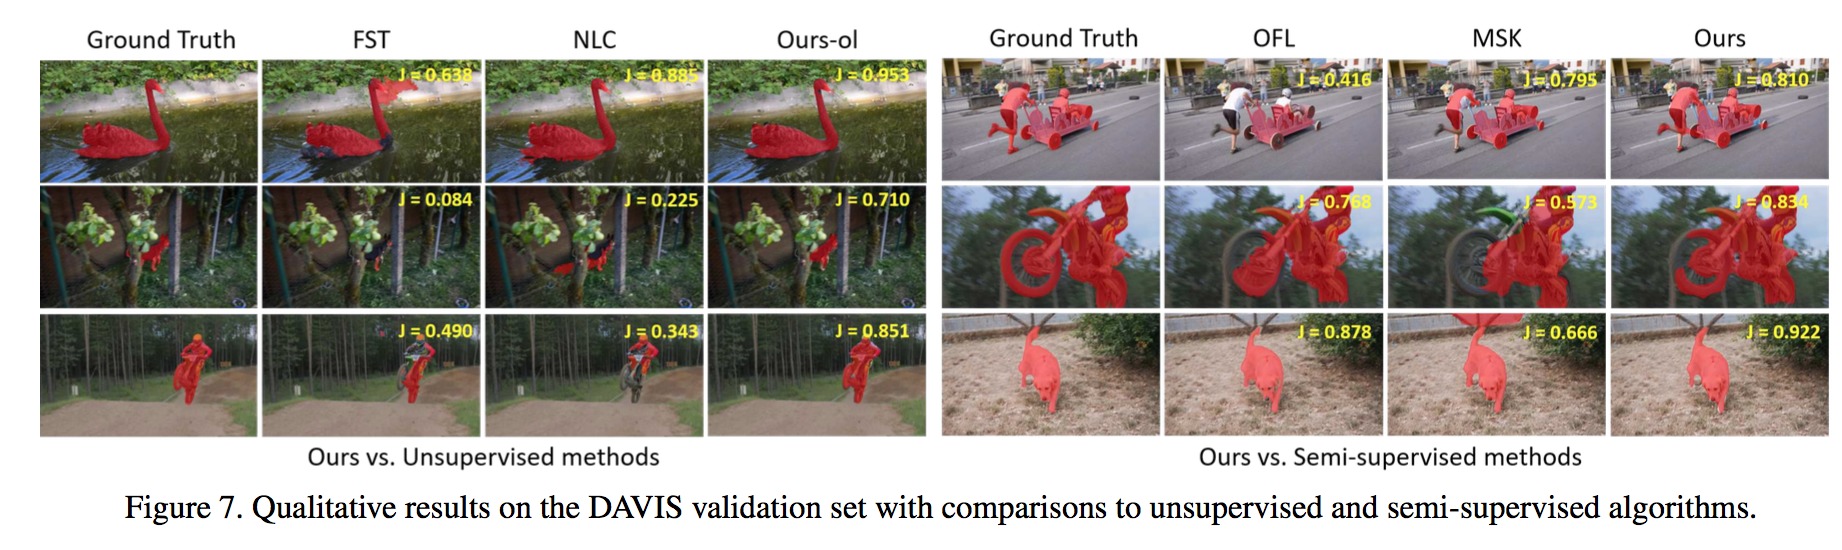 Ground Truth FST NLC Ours-ol
J = 0.638 J = 0.885 J = 0.953
J = 0.084 J = 0.225 J = 0.710
J = 0.490 J = 0.343 J = 0.851
Ours vs. Unsupervised methods
Ground Truth OFL MSK Ours
J = 0.416 J = 0.795 J = 0.810
J = 0.768 J = 0.573 J = 0.834
J = 0.878 J = 0.666 J = 0.922
Ours vs. Semi-supervised methods
Figure 7. Qualitative results on the DAVIS validation set with comparisons to unsupervised and semi-supervised algorithms.